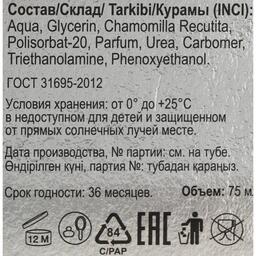 Состав/Склад/ Tarkibi/Курамы (INCI):
Aqua, Glycerin, Chamomilla Recutita,
Polisorbat-20, Parfum, Urea, Carbomer,
Triethanolamine, Phenoxyethanol.
ГОСТ 31695-2012
Условия хранения: от 0° до +25°С
в недоступном для детей и защищенном
от прямых солнечных лучей месте.
Дата производства, № партии: см. на тубе.
Өндірілген күні, партия №: тубадан қараңыз.
Срок годности: 36 месяцев. Объем: 75 м
12 M
84
C/PAP
EAC